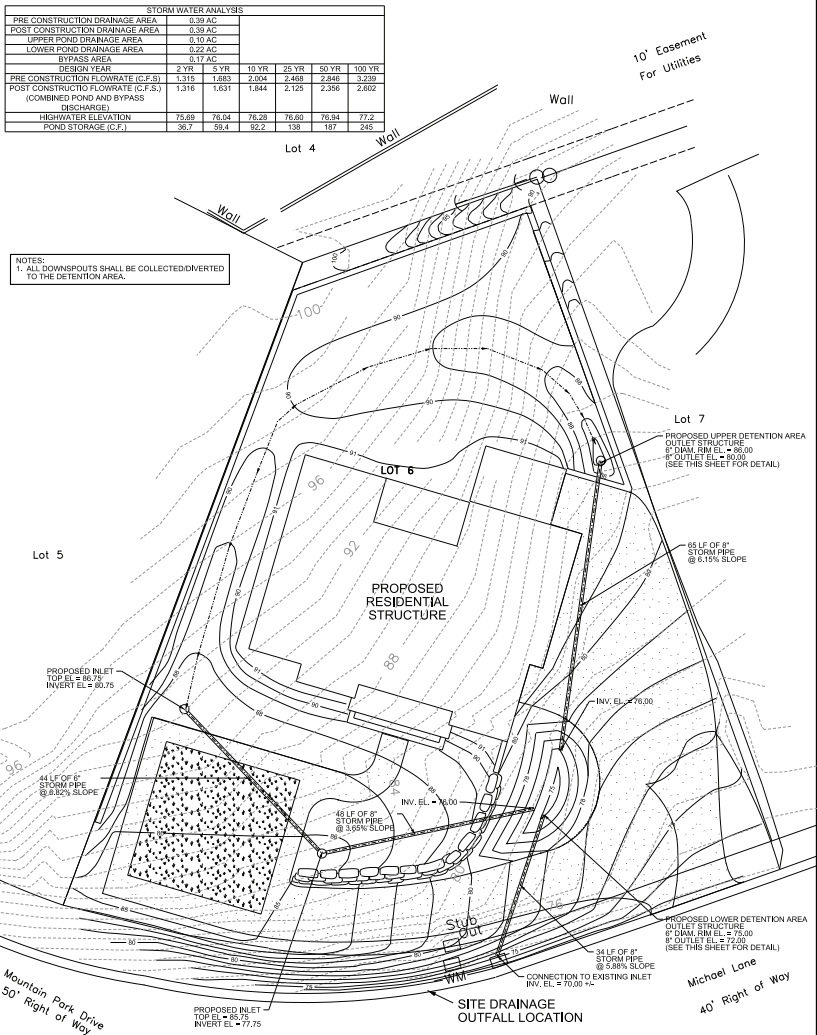 STORM WATER ANALYSIS
PRE CONSTRUCTION DRAINAGE AREA 0.39 AC
POST CONSTRUCTION DRAINAGE AREA 0.39 AC
UPPER POND DRAINAGE AREA 0.10 AC
LOWER POND DRAINAGE AREA 0.22 AC
BYPASS AREA 0.17 AC
DESIGN YEAR 2 YR 5 YR 10 YR 25 YR 50 YR 100 YR
PRE CONSTRUCTION FLOWRATE (C.F.S) 1.315 1.683 2.004 2.468 2.846 3.239
POST CONSTRUCTIO FLOWRATE (C.F.S.) 1.316 1.631 1.844 2.125 2.356 2.602
(COMBINED POND AND BYPASS
DISCHARGE)
HIGHWATER ELEVATION 75.69 76.04 76.28 76.60 76.94 77.2
POND STORAGE (C.F.) 36.7 59.4 92.2 138 187 245
10' Easement
For Utilities
Wall
Wall
Lot 4
Wall
NOTES:
1. ALL DOWNSPOUTS SHALL BE COLLECTED/DIVERTED
TO THE DETENTION AREA.
100
90
90
90
88
88
Lot 7
PROPOSED UPPER DETENTION AREA
OUTLET STRUCTURE
6" DIAM. RIM EL. = 86.00
8" OUTLET EL. = 80.00
(SEE THIS SHEET FOR DETAIL)
91
91
LOT 6
96
92
88
90
91
Lot 5
65 LF OF 8"
STORM PIPE
@ 6.15% SLOPE
PROPOSED
RESIDENTIAL
STRUCTURE
PROPOSED INLET
TOP EL = 86.75
INVERT EL = 80.75
INV. EL. = 76.00
96
44 LF OF 6"
STORM PIPE
@ 6.82% SLOPE
48 LF OF 8"
STORM PIPE
@ 3.65% SLOPE
INV. EL. = 76.00
84
80
76
Stub
Out
WM
PROPOSED LOWER DETENTION AREA
OUTLET STRUCTURE
6" DIAM. RIM EL. = 75.00
8" OUTLET EL. = 72.00
(SEE THIS SHEET FOR DETAIL)
34 LF OF 8"
STORM PIPE
@ 5.88% SLOPE
CONNECTION TO EXISTING INLET
INV. EL. = 70.00 +/-
Michael Lane
40' Right of Way
Mountain Park Drive
50' Right of Way
PROPOSED INLET
TOP EL = 85.75
INVERT EL = 77.75
SITE DRAINAGE
OUTFALL LOCATION